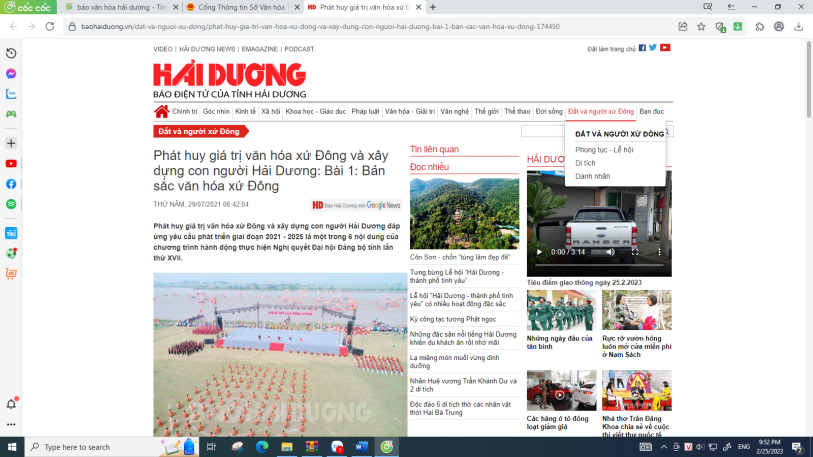 cốc cốc
báo văn hóa hải dương - Tìm
Cổng Thông tin Sở Văn hóa
Phát huy giá trị văn hóa xứ Đ
baohaiduong.vn/dat-va-nguoi-xu-dong/phat-huy-gia-tri-van-hoa-xu-dong-va-xay-dung-con-nguoi-hai-duong-bai-1-ban-sac-van-hoa-xu-dong-174450
VIDEO | HẢI DƯƠNG NEWS | EMAGAZINE | PODCAST
Đặt làm trang chủ
HẢI DƯƠNG
BÁO ĐIỆN TỬ CỦA TỈNH HẢI DƯƠNG
Chính trị Góc nhìn Kinh tế Xã hội Khoa học - Giáo dục Pháp luật Văn hóa - Giải trí Văn nghệ Thế giới Thể thao Đời sống Đất và người xứ Đông Bạn đọc
Đất và người xứ Đông
ĐẤT VÀ NGƯỜI XỨ ĐÔNG
Phong tục - Lễ hội
Di tích
Danh nhân
Phát huy giá trị văn hóa xứ Đông và xây
dựng con người Hải Dương: Bài 1: Bản
sắc văn hóa xứ Đông
THỨ NĂM, 29/07/2021 06:42:04
HD Báo Hải Dương trên Google News
Phát huy giá trị văn hóa xứ Đông và xây dựng con người Hải Dương đáp
ứng yêu cầu phát triển giai đoạn 2021 - 2025 là một trong 6 nội dung của
chương trình hành động thực hiện Nghị quyết Đại hội Đảng bộ tỉnh lần
thứ XVII.
BAOHAIDUONG
Tin liên quan
Đọc nhiều
Côn Sơn - chốn "tùng lâm đẹp đẽ"
Tưng bừng Lễ hội "Hải Dương -
thành phố tình yêu"
Lễ hội "Hải Dương - thành phố tình
yêu" có nhiều hoạt động đặc sắc
Kỳ công tạc tượng Phật ngọc
Những đặc sản nổi tiếng Hải Dương
khiến du khách ăn rồi nhớ mãi
Lạ miệng món muối vừng dinh
dưỡng
Nhân Huệ vương Trần Khánh Dư và
2 di tích
Độc đáo 5 di tích thờ các nhân vật
thời Hai Bà Trưng
HẢI D
RANGER
0:00 / 3:14
Tiêu điểm giao thông ngày 25.2.2023
Những ngày đầu của
tân binh
Rực rỡ vườn hồng
luôn mở cửa miễn phí
ở Nam Sách
Các hãng ô tô đồng
loạt giảm giá
Nhà thơ Trần Đăng
Khoa chia sẻ về cuộc
thi viết thư quốc tế
Type here to search
ENG
9:52 PM
2/25/2023